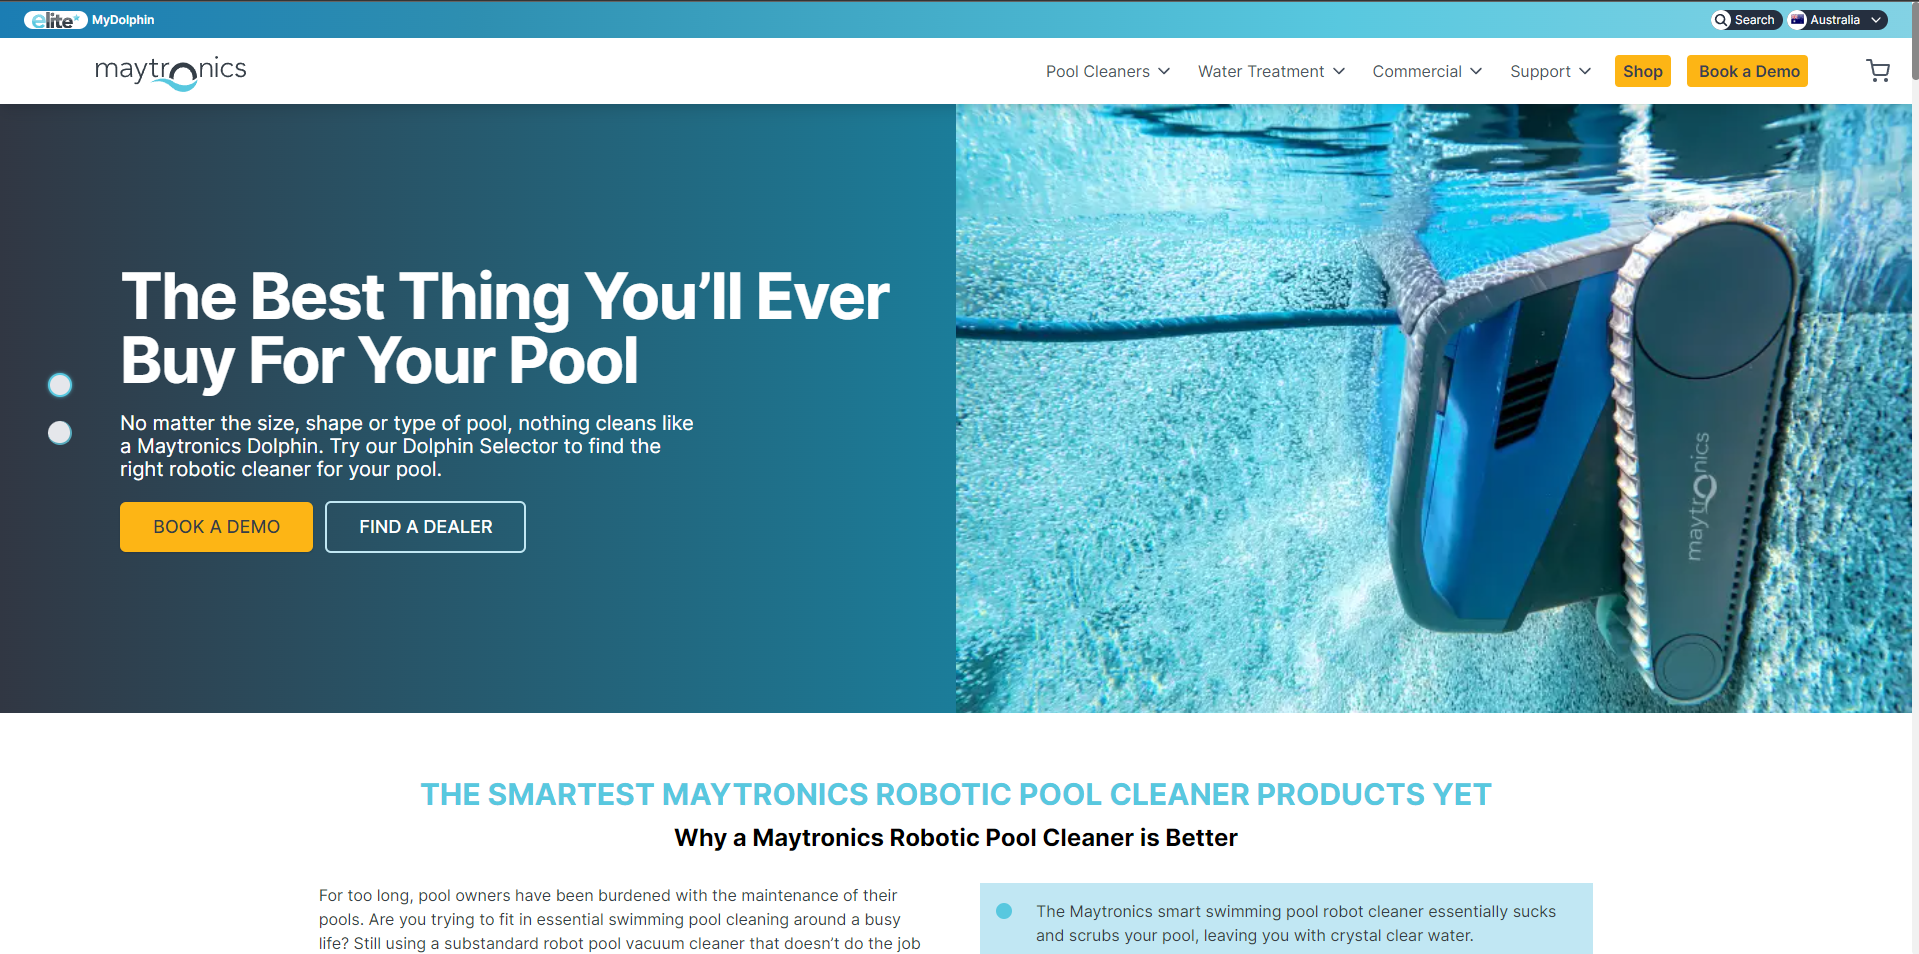 elite MyDolphin
Search
Australia
maytronics
Pool Cleaners
Water Treatment
Commercial
Support
Shop
Book a Demo
The Best Thing You’ll Ever
Buy For Your Pool
No matter the size, shape or type of pool, nothing cleans like
a Maytronics Dolphin. Try our Dolphin Selector to find the
right robotic cleaner for your pool.
BOOK A DEMO
FIND A DEALER
maytronics
THE SMARTEST MAYTRONICS ROBOTIC POOL CLEANER PRODUCTS YET
Why a Maytronics Robotic Pool Cleaner is Better
For too long, pool owners have been burdened with the maintenance of their
pools. Are you trying to fit in essential swimming pool cleaning around a busy
life? Still using a substandard robot pool vacuum cleaner that doesn’t do the job
The Maytronics smart swimming pool robot cleaner essentially sucks
and scrubs your pool, leaving you with crystal clear water.